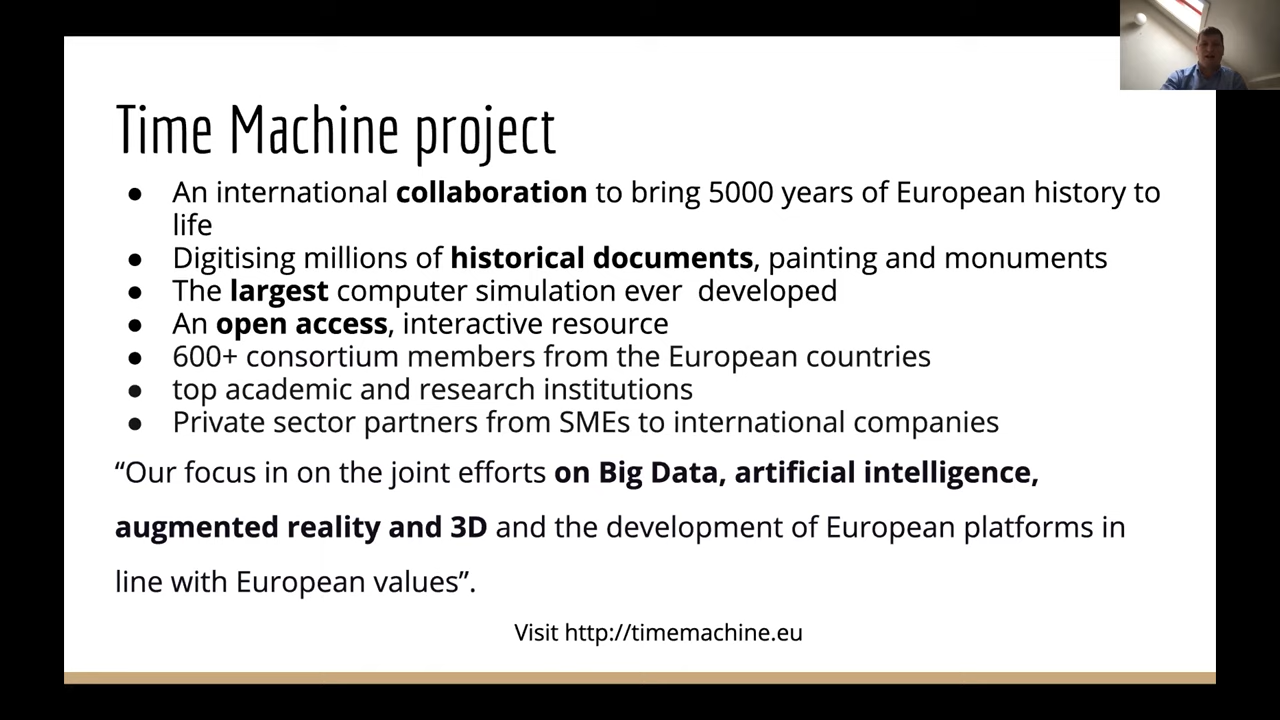 Time Machine project
● An international collaboration to bring 5000 years of European history to
life
● Digitising millions of historical documents, painting and monuments
● The largest computer simulation ever  developed
● An open access, interactive resource
● 600+ consortium members from the European countries
● top academic and research institutions
● Private sector partners from SMEs to international companies
“Our focus in on the joint efforts on Big Data, artificial intelligence,
augmented reality and 3D and the development of European platforms in
line with European values”.
Visit http://timemachine.eu